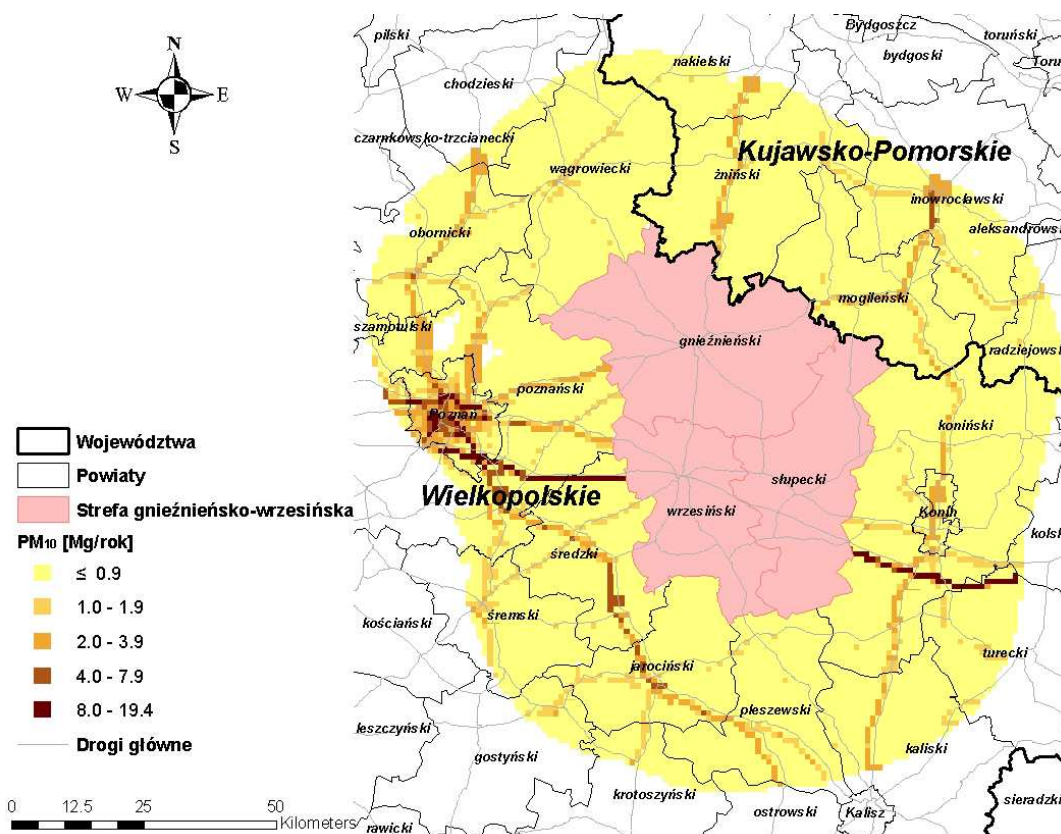 N
W E
S
pilski
chodzieski
nakielski
Bydgoszcz
bydgoski
toruński
Toru
czarnkowsko-trzcianecki
wągrowiecki
żniński
Kujawsko-Pomorskie
inowrocławski
aleksandrows
obornicki
mogileński
szamotulski
gnieźnieński
radziejows
poznański
Poznań
koniński
Województwa
Powiaty
Strefa gnieźnieńsko-wrzesińska
Wielkopolskie
słupecki
wrzesiński
Konin
kolsk
PM10 [Mg/rok]
≤ 0.9
1.0 - 1.9
2.0 - 3.9
4.0 - 7.9
8.0 - 19.4
Drogi główne
średzki
śremski
kościański
turecki
jarociński
pleszewski
leszczyński
gostyński
kaliski
krotoszyński
ostrowski
Kalisz
sieradzki
rawicki
0 12.5 25 50
Kilometers